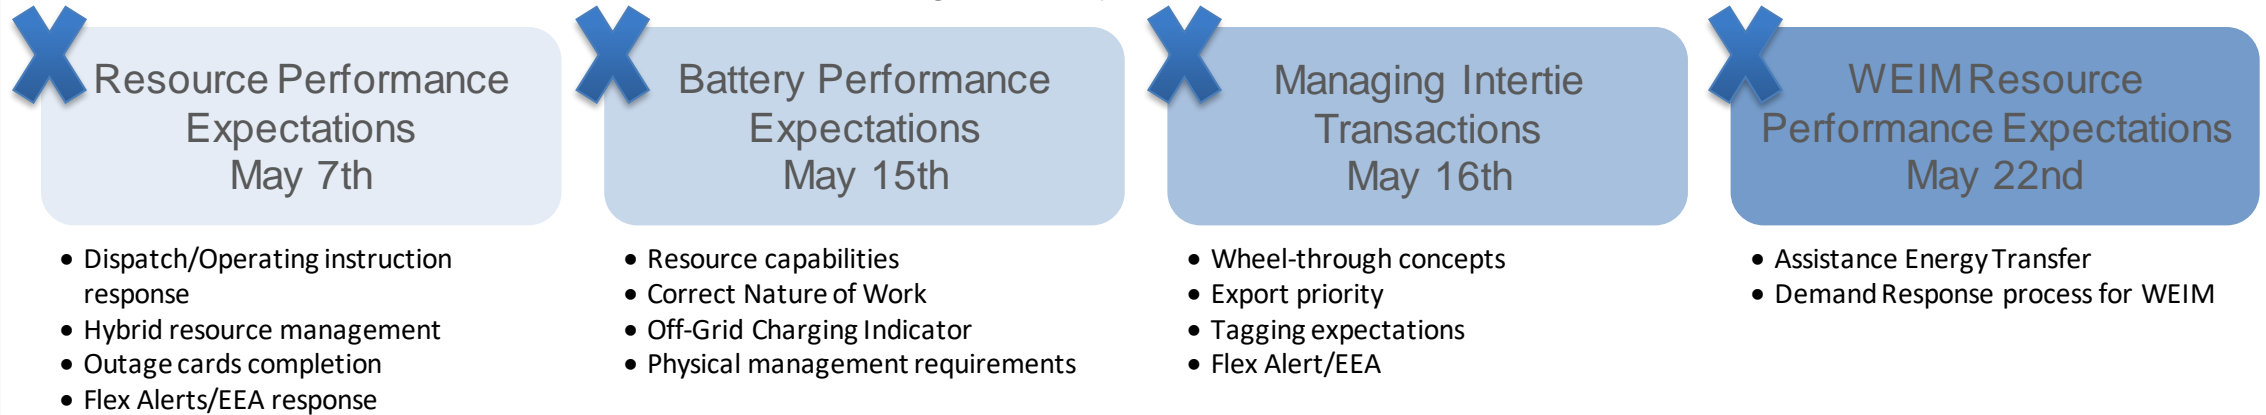 Resource Performance
Expectations
May 7th
• Dispatch/Operating instruction
response
• Hybrid resource management
• Outage cards completion
• Flex Alerts/EEA response
Battery Performance
Expectations
May 15th
• Resource capabilities
• Correct Nature of Work
• Off-Grid Charging Indicator
• Physical management requirements
Managing Intertie
Transactions
May 16th
• Wheel-through concepts
• Export priority
• Tagging expectations
• Flex Alert/EEA
WEIM Resource
Performance Expectations
May 22nd
• Assistance Energy Transfer
• Demand Response process for WEIM